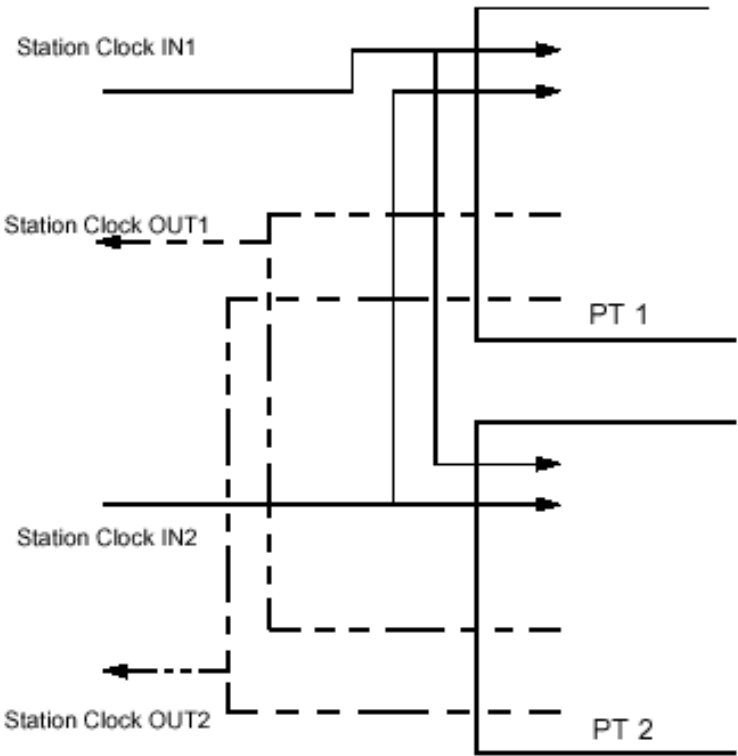 Station Clock IN1
Station Clock OUT1
PT 1
Station Clock IN2
Station Clock OUT2
PT 2